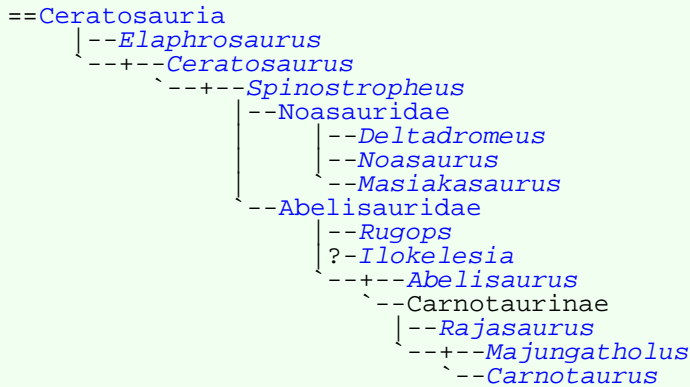 ==Ceratosauria
|--Elaphrosaurus
`--+--Ceratosaurus
`--+--Spinostropheus
|--Noasauridae
| |--Deltadromeus
| |--Noasaurus
| `--Masiakasaurus
`--Abelisauridae
|--Rugops
|?-Ilokelesia
`--+--Abelisaurus
`--Carnotaurinae
|--Rajasaurus
`--+--Majungatholus
`--Carnotaurus